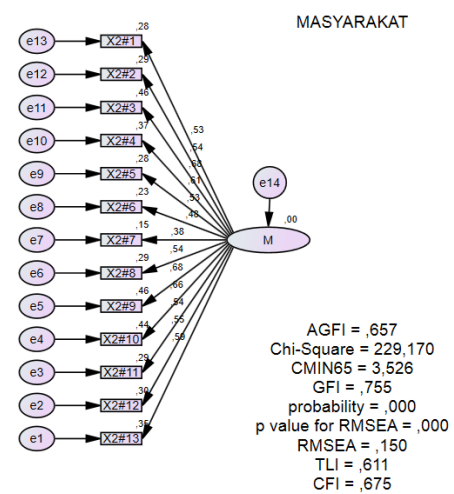 MASYARAKAT
e13
X2#1
,28
e12
X2#2
,29
e11
X2#3
,46
e10
X2#4
,37
e9
X2#5
,28
e8
X2#6
,23
e7
X2#7
,15
e6
X2#8
,29
e5
X2#9
,46
e4
X2#10
,44
e3
X2#11
,29
e2
X2#12
,30
e1
X2#13
,35
,53
,54
,68
,61
,53
,48
,38
,54
,68
,66
,54
,55
,59
e14
,00
M
AGFI = ,657
Chi-Square = 229,170
CMIN65 = 3,526
GFI = ,755
probability = ,000
p value for RMSEA = ,000
RMSEA = ,150
TLI = ,611
CFI = ,675